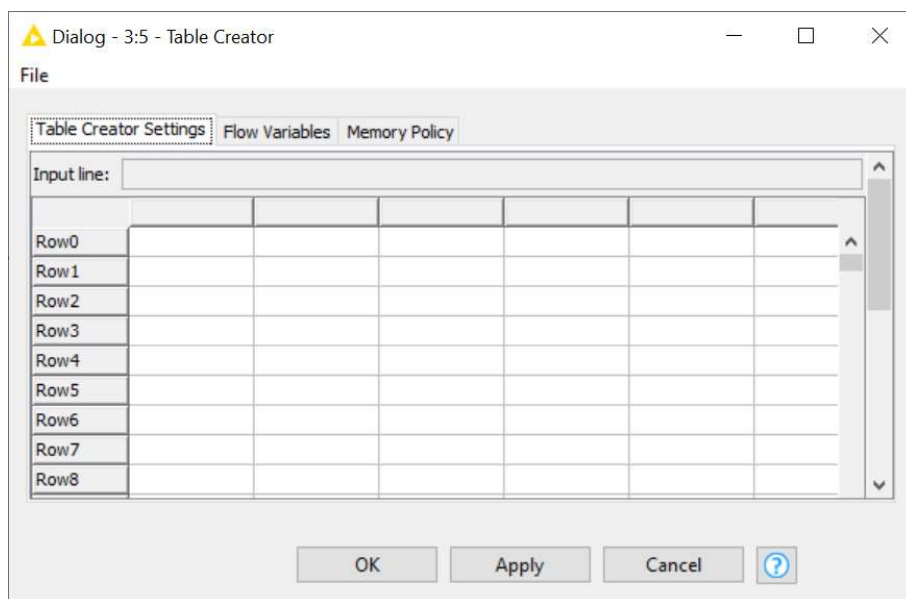 Dialog - 3:5 - Table Creator
File
Table Creator Settings Flow Variables Memory Policy
Input line:
Row0
Row1
Row2
Row3
Row4
Row5
Row6
Row7
Row8
OK Apply Cancel ?